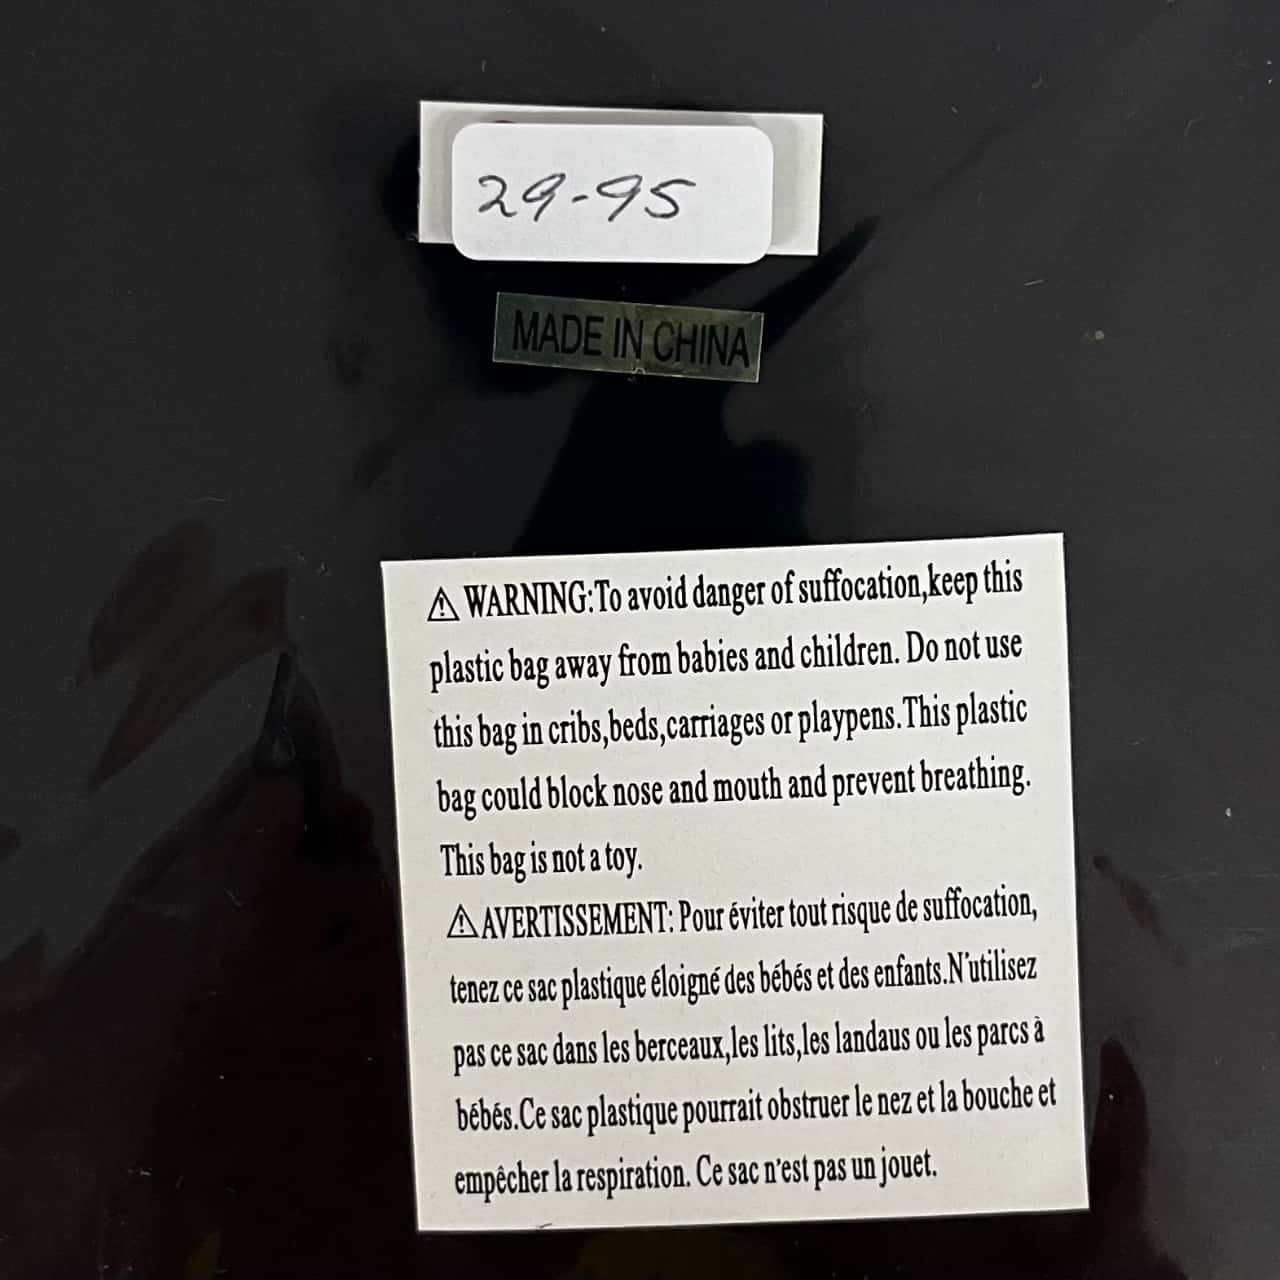 29-95
MADE IN CHINA
⚠ WARNING:To avoid danger of suffocation,keep this
plastic bag away from babies and children. Do not use
this bag in cribs,beds,carriages or playpens.This plastic
bag could block nose and mouth and prevent breathing.
This bag is not a toy.
⚠ AVERTISSEMENT: Pour éviter tout risque de suffocation,
tenez ce sac plastique éloigné des bébés et des enfants.N'utilisez
pas ce sac dans les berceaux,les lits,les landaus ou les parcs à
bébés.Ce sac plastique pourrait obstruer le nez et la bouche et
empêcher la respiration. Ce sac n'est pas un jouet.